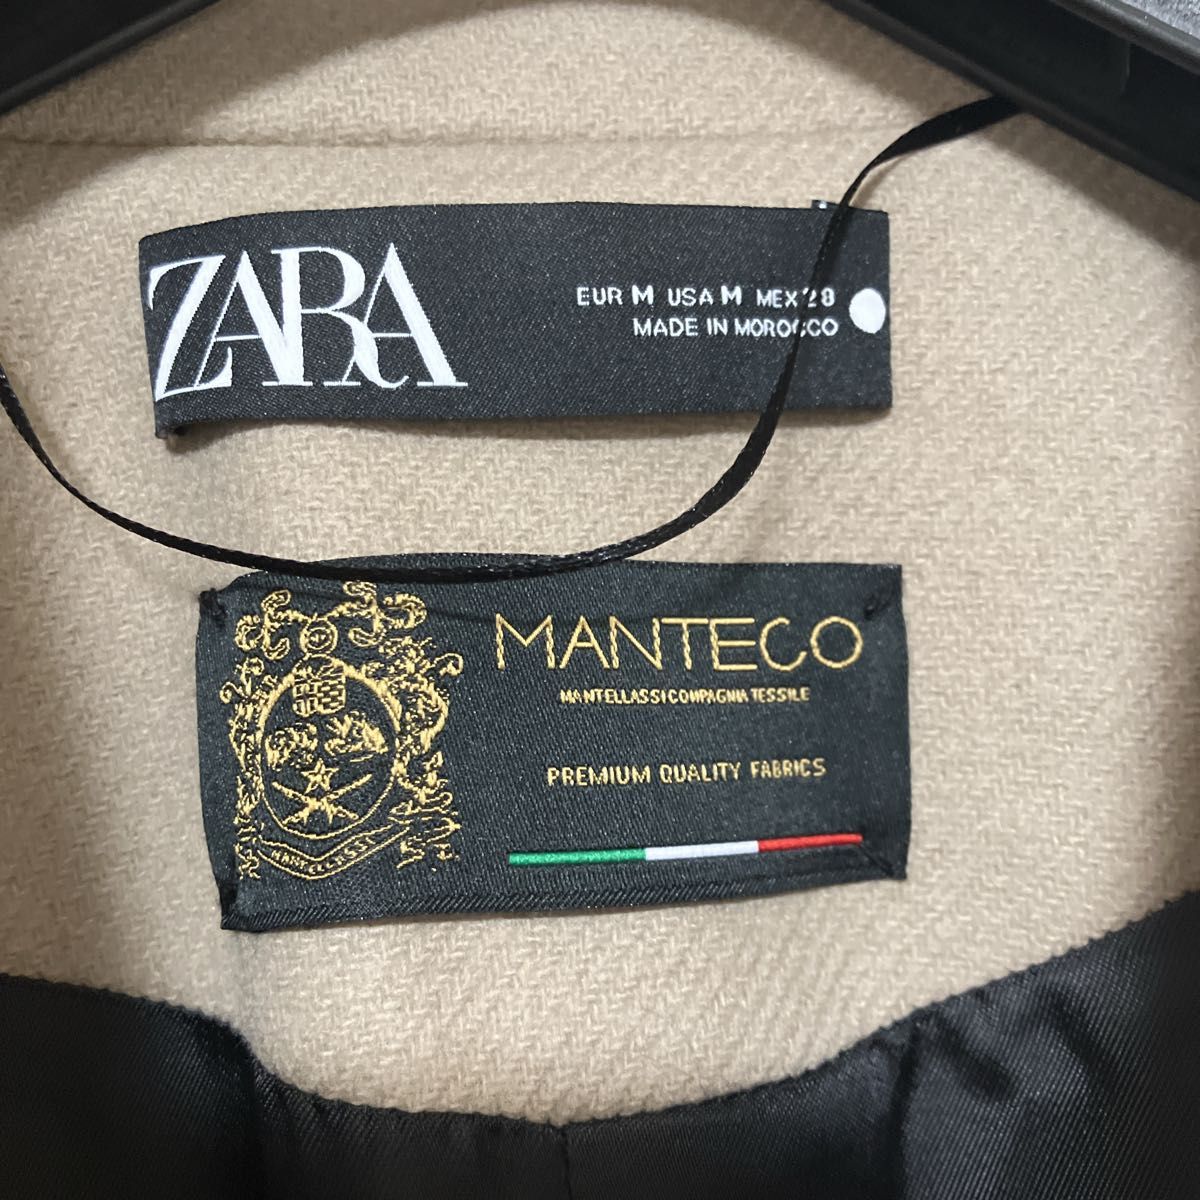 ZARA
EUR M USA M MEX 28
MADE IN MOROCCO
MANTECO
MANTELLASSI COMPAGNIA TESSILE
PREMIUM QUALITY FABRICS